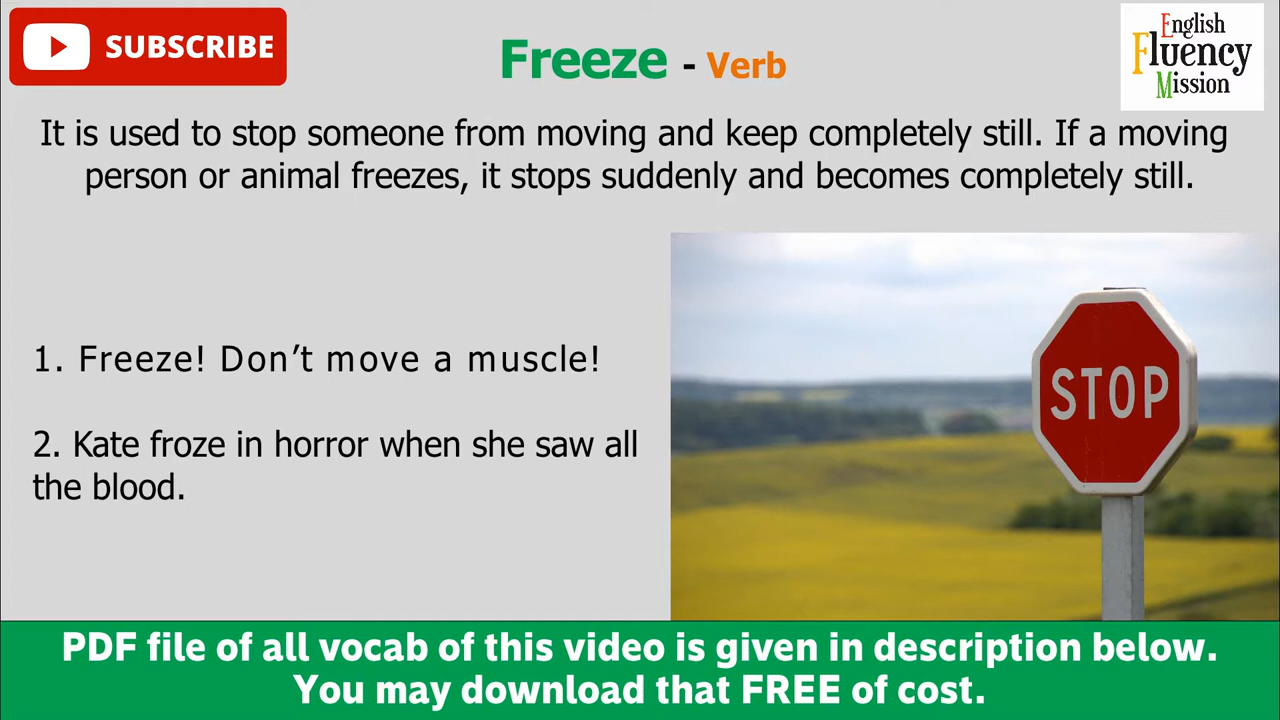 SUBSCRIBE
Freeze - Verb
English
Fluency
Mission
It is used to stop someone from moving and keep completely still. If a moving
person or animal freezes, it stops suddenly and becomes completely still.
1. Freeze! Don’t move a muscle!
2. Kate froze in horror when she saw all
the blood.
STOP
PDF file of all vocab of this video is given in description below.
You may download that FREE of cost.